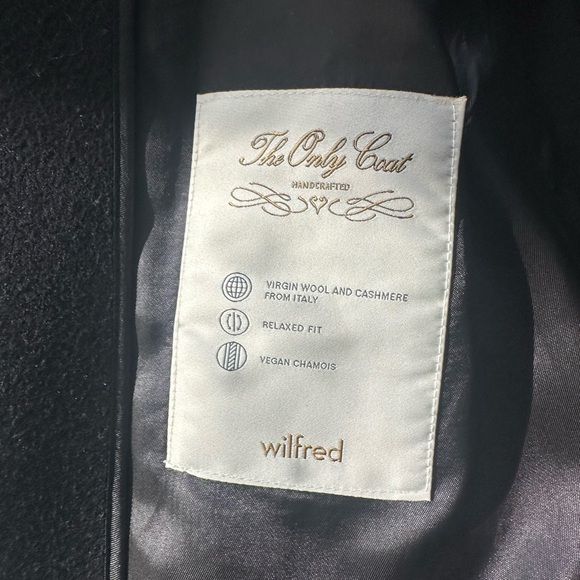 The Only Coat
HANDCRAFTED
VIRGIN WOOL AND CASHMERE
FROM ITALY
RELAXED FIT
VEGAN CHAMOIS
wilfred